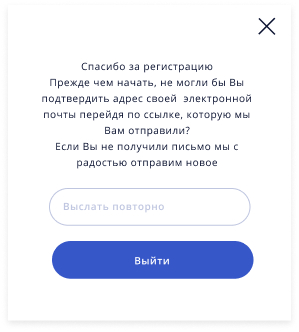 Спасибо за регистрацию
Прежде чем начать, не могли бы Вы
подтвердить адрес своей электронной
почты перейдя по ссылке, которую мы
Вам отправили?
Если Вы не получили письмо мы с
радостью отправим новое
Выслать повторно
Выйти